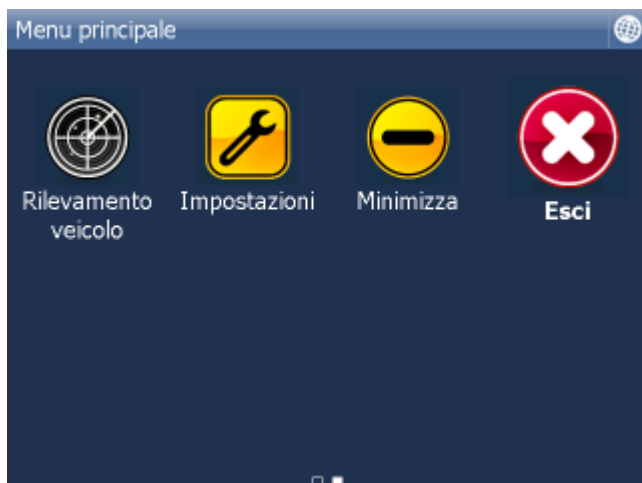 Menu principale
Rilevamento
veicolo
Impostazioni
Minimizza
Esci